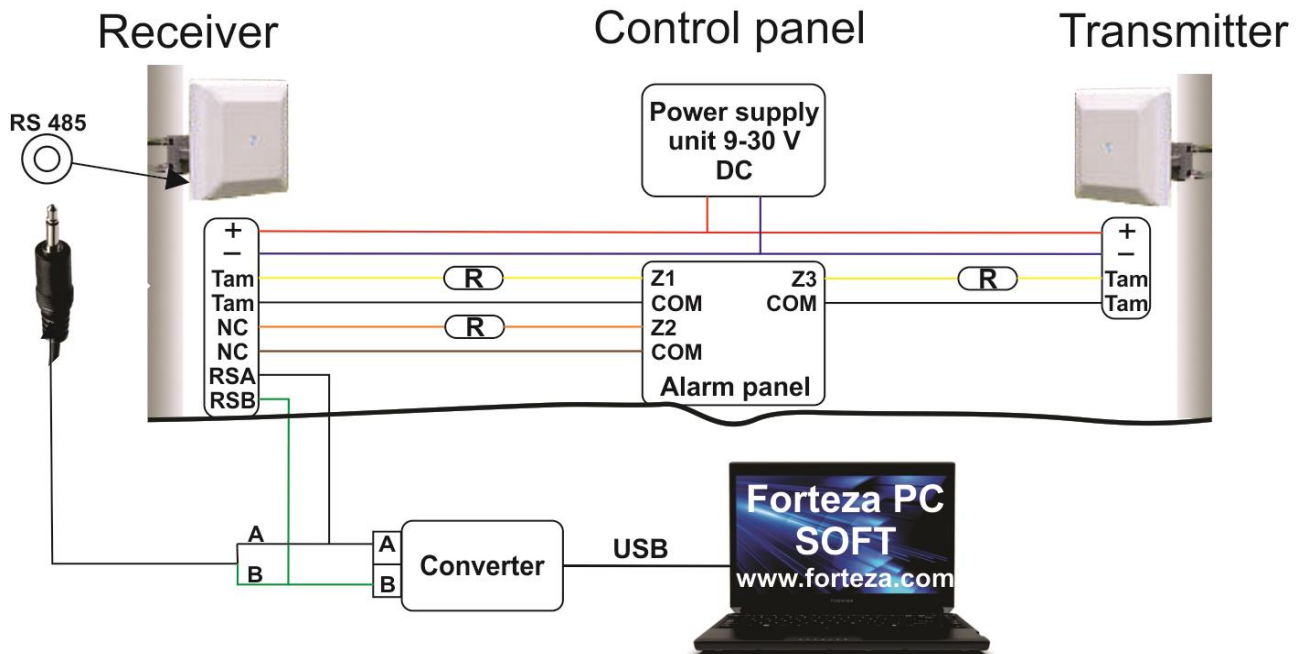 Receiver
Control panel
Transmitter
RS 485
Power supply
unit 9-30 V
DC
+
−
Tam
Tam
NC
NC
RSA
RSB
R
R
Z1
COM
Z2
COM
Z3
COM
Alarm panel
R
+
−
Tam
Tam
A
B
A
B
Converter
USB
Forteza PC
SOFT
www.forteza.com
TOSHIBA